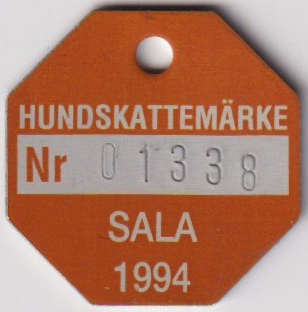 HUNDSKATTEMÄRKE
Nr 01338
SALA
1994